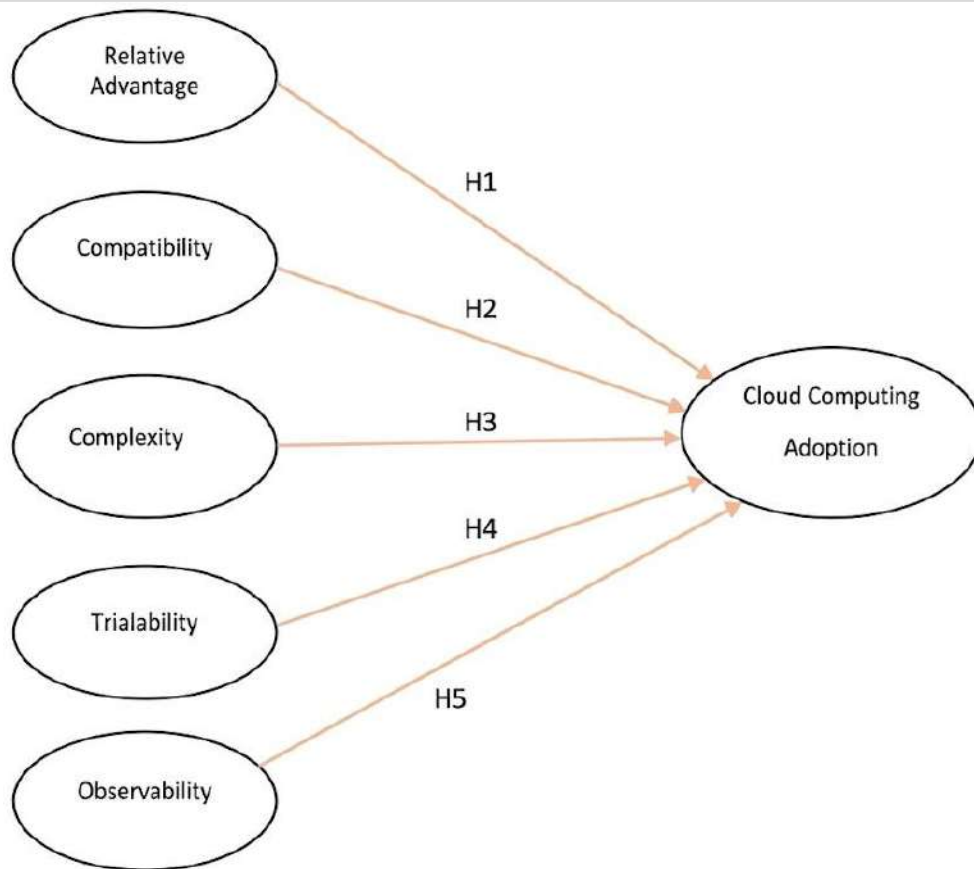 Relative
Advantage
H1
Compatibility
H2
Cloud Computing
Adoption
Complexity
H3
H4
Trialability
H5
Observability